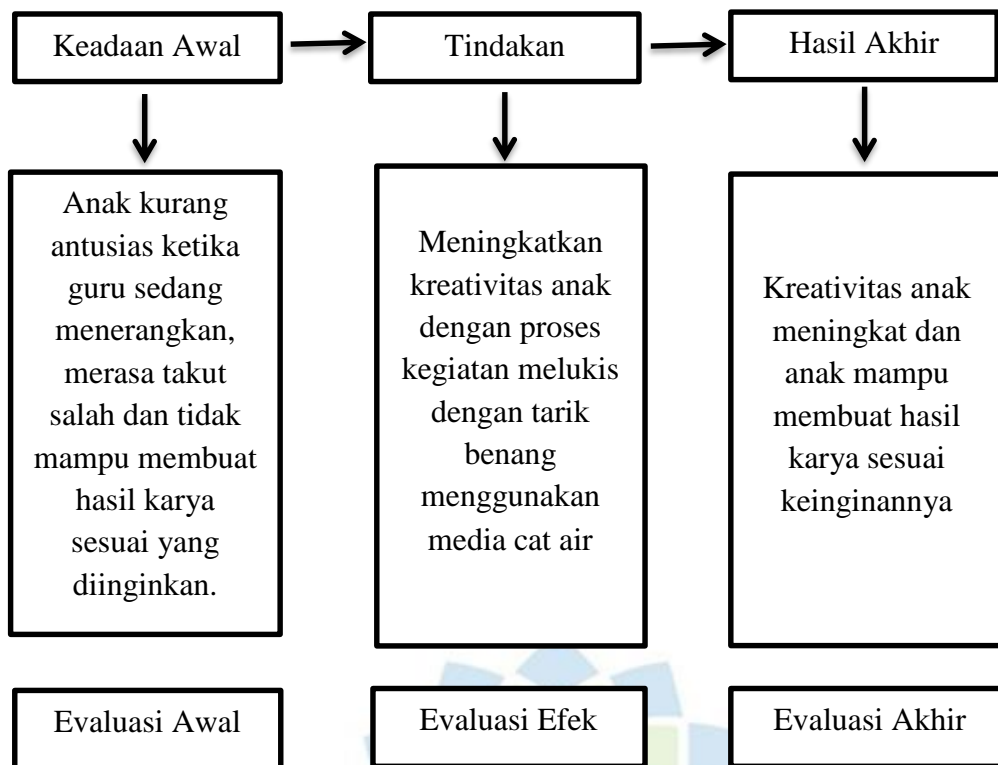 Keadaan Awal
Tindakan
Hasil Akhir
Anak kurang
antusias ketika
guru sedang
menerangkan,
merasa takut
salah dan tidak
mampu membuat
hasil karya
sesuai yang
diinginkan.
Meningkatkan
kreativitas anak
dengan proses
kegiatan melukis
dengan tarik
benang
menggunakan
media cat air
Kreativitas anak
meningkat dan
anak mampu
membuat hasil
karya sesuai
keinginannya
Evaluasi Awal
Evaluasi Efek
Evaluasi Akhir